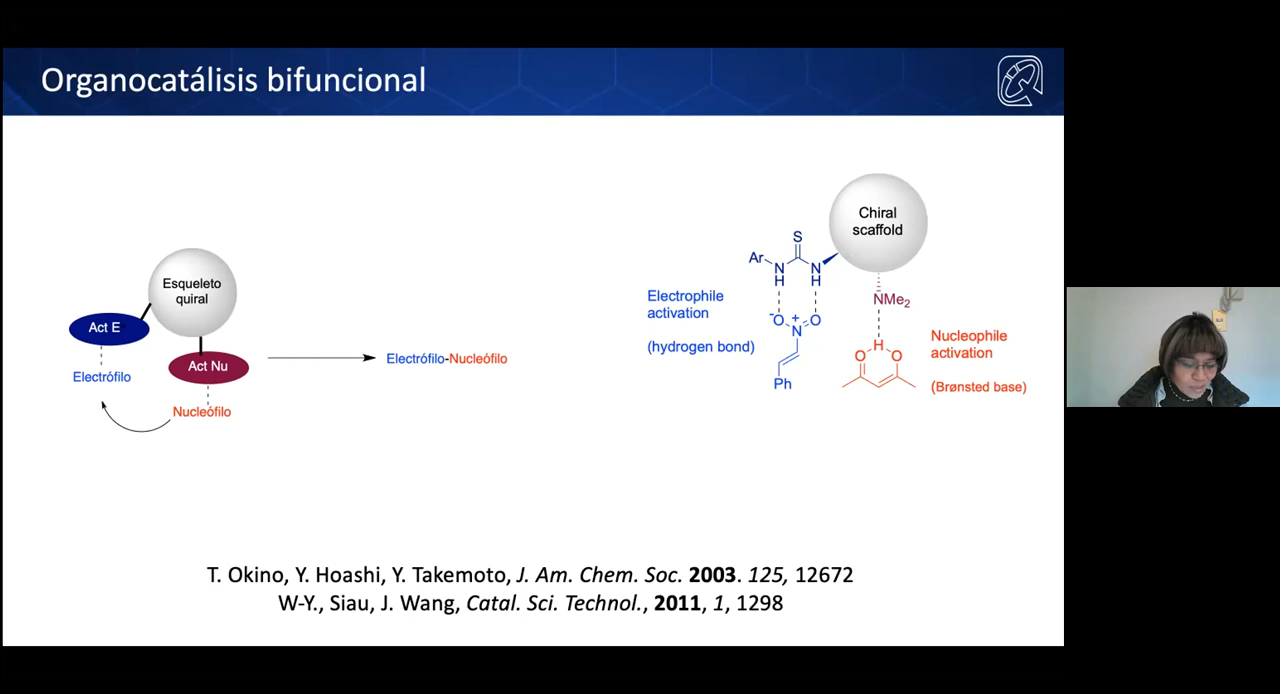 Organocatálisis bifuncional
Esqueleto
quiral
Act E
Act Nu
Electrófilo
Nucleófilo
Electrófilo-Nucleófilo
Chiral
scaffold
S
Ar
N
H
N
H
NMe2
Electrophile
activation
(hydrogen bond)
-O
+
N
O
Ph
H
O
O
Nucleophile
activation
(Brønsted base)
T. Okino, Y. Hoashi, Y. Takemoto, J. Am. Chem. Soc. 2003. 125, 12672
W-Y., Siau, J. Wang, Catal. Sci. Technol., 2011, 1, 1298